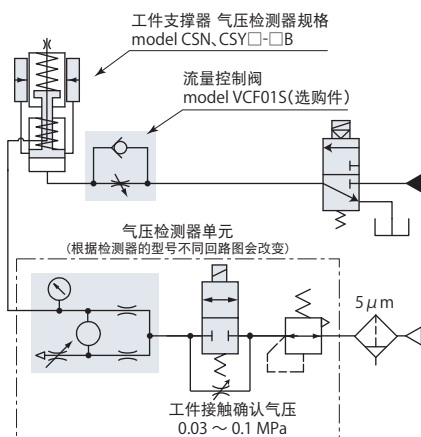 工件支撑器 气压检测器规格
model CSN、CSY□-□B
流量控制阀
model VCF01S(选购件)
气压检测器单元
(根据检测器的型号不同回路图会改变)
5μm
工件接触确认气压
0.03 ～ 0.1 MPa